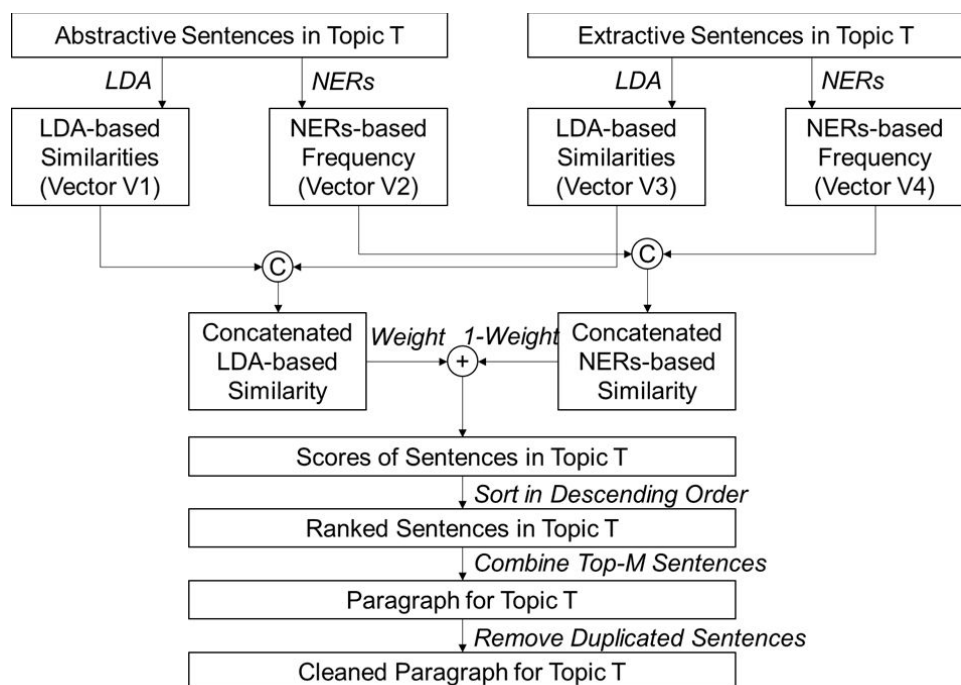 Abstractive Sentences in Topic T
Extractive Sentences in Topic T
LDA
NERs
LDA
NERs
LDA-based
Similarities
(Vector V1)
NERs-based
Frequency
(Vector V2)
LDA-based
Similarities
(Vector V3)
NERs-based
Frequency
(Vector V4)
C
C
Concatenated
LDA-based
Similarity
Weight
1-Weight
+
Concatenated
NERs-based
Similarity
Scores of Sentences in Topic T
Sort in Descending Order
Ranked Sentences in Topic T
Combine Top-M Sentences
Paragraph for Topic T
Remove Duplicated Sentences
Cleaned Paragraph for Topic T